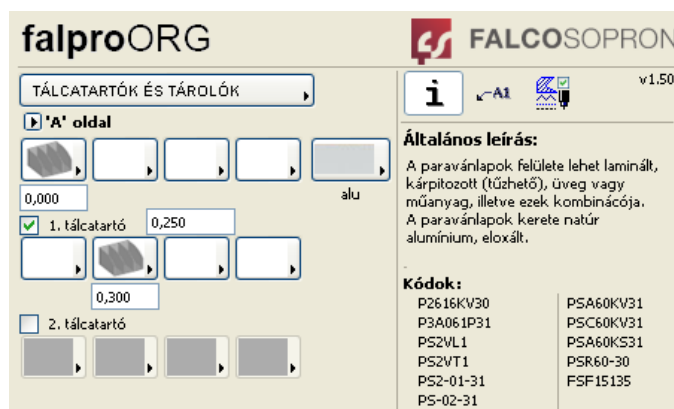 falproORG
FALCOSOPRON
TÁLCATARTÓK ÉS TÁROLÓK
'A' oldal
alu
0,000
1. tálcatartó
0,250
0,300
2. tálcatartó
i
A1
v1.50
Általános leírás:
A paravánlapok felülete lehet laminált,
kárpitozott (tűzhető), üveg vagy
műanyag, illetve ezek kombinácója.
A paravánlapok kerete natúr
alumínium, eloxált.
Kódok:
P2616KV30
P3A061P31
PS2VL1
PS2VT1
PS2-01-31
PS-02-31
PSA60KV31
PSC60KV31
PSA60KS31
PSR60-30
FSF15135